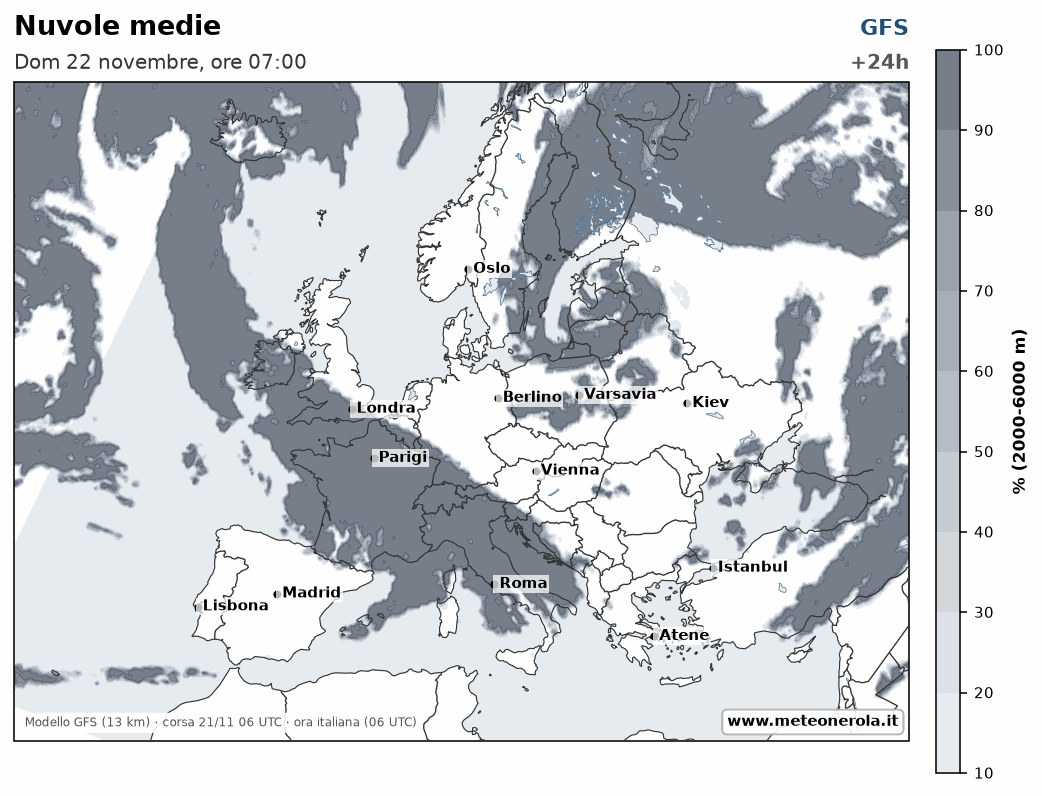 Nuvole medie
GFS
Dom 22 novembre, ore 07:00
+24h
100
90
80
70
60
50
40
30
20
10
% (2000-6000 m)
Oslo
Berlino
Varsavia
Kiev
Londra
Parigi
Vienna
Istanbul
Roma
Madrid
Lisbona
Atene
Modello GFS (13 km) · corsa 21/11 06 UTC · ora italiana (06 UTC)
www.meteonerola.it